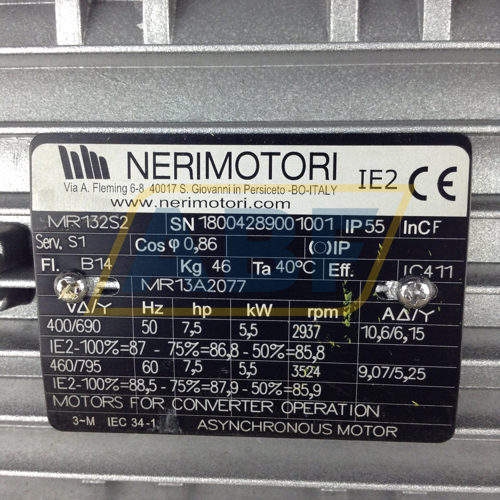 NERIMOTORI IE2 CE
Via A. Fleming 6-8 40017 S. Giovanni in Persiceto -BO-ITALY
www.nerimotori.com
MR132S2 SN 18004289001001 IP 55 InCF
Serv. S1 Cos φ 0,86 IP
Fl. B14 Kg 46 Ta 40°C Eff. IC411
MR13A2077
V∆/Y Hz hp kW rpm A∆/Y
400/690 50 7,5 5,5 2937 10,6/6,15
IE2-100%=87 - 75%=86,8 - 50%=85,8
460/795 60 7,5 5,5 3524 9,07/5,25
IE2-100%=88,5 - 75%=87,9 - 50%=85,9
MOTORS FOR CONVERTER OPERATION
3~M IEC 34-1 ASYNCHRONOUS MOTOR
ABF